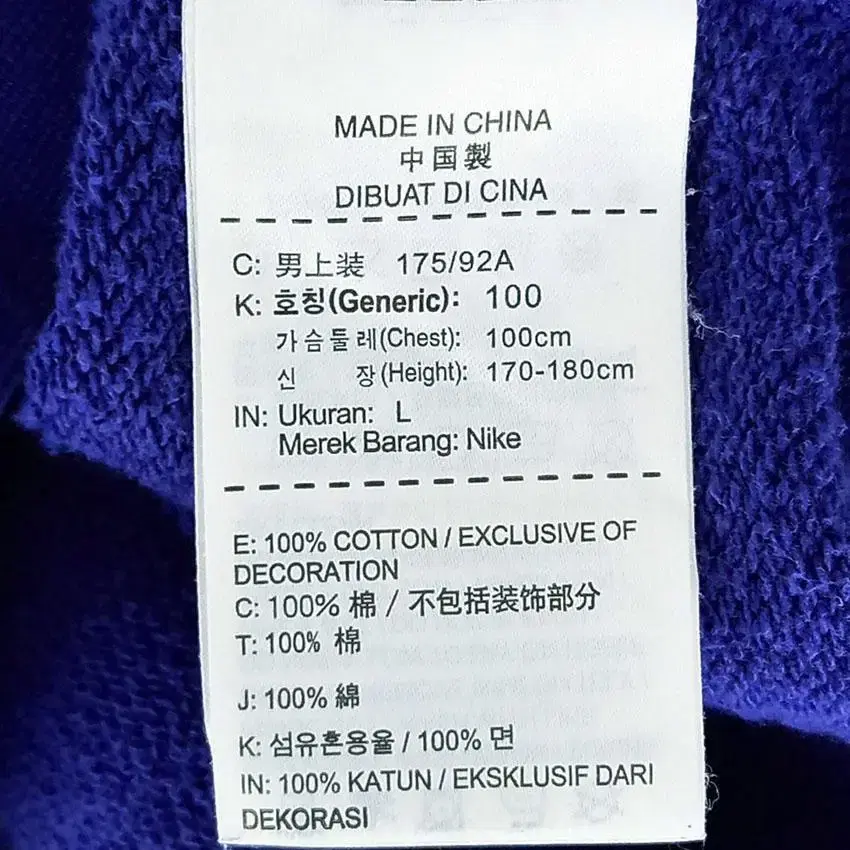 MADE IN CHINA
中国製
DIBUAT DI CINA
C: 男上装 175/92A
K: 호칭(Generic): 100
가슴둘레(Chest): 100cm
신 장(Height): 170-180cm
IN: Ukuran: L
Merek Barang: Nike
E: 100% COTTON / EXCLUSIVE OF
DECORATION
C: 100% 棉 / 不包括装饰部分
T: 100% 棉
J: 100% 綿
K: 섬유혼용율 / 100% 면
IN: 100% KATUN / EKSKLUSIF DARI
DEKORASI